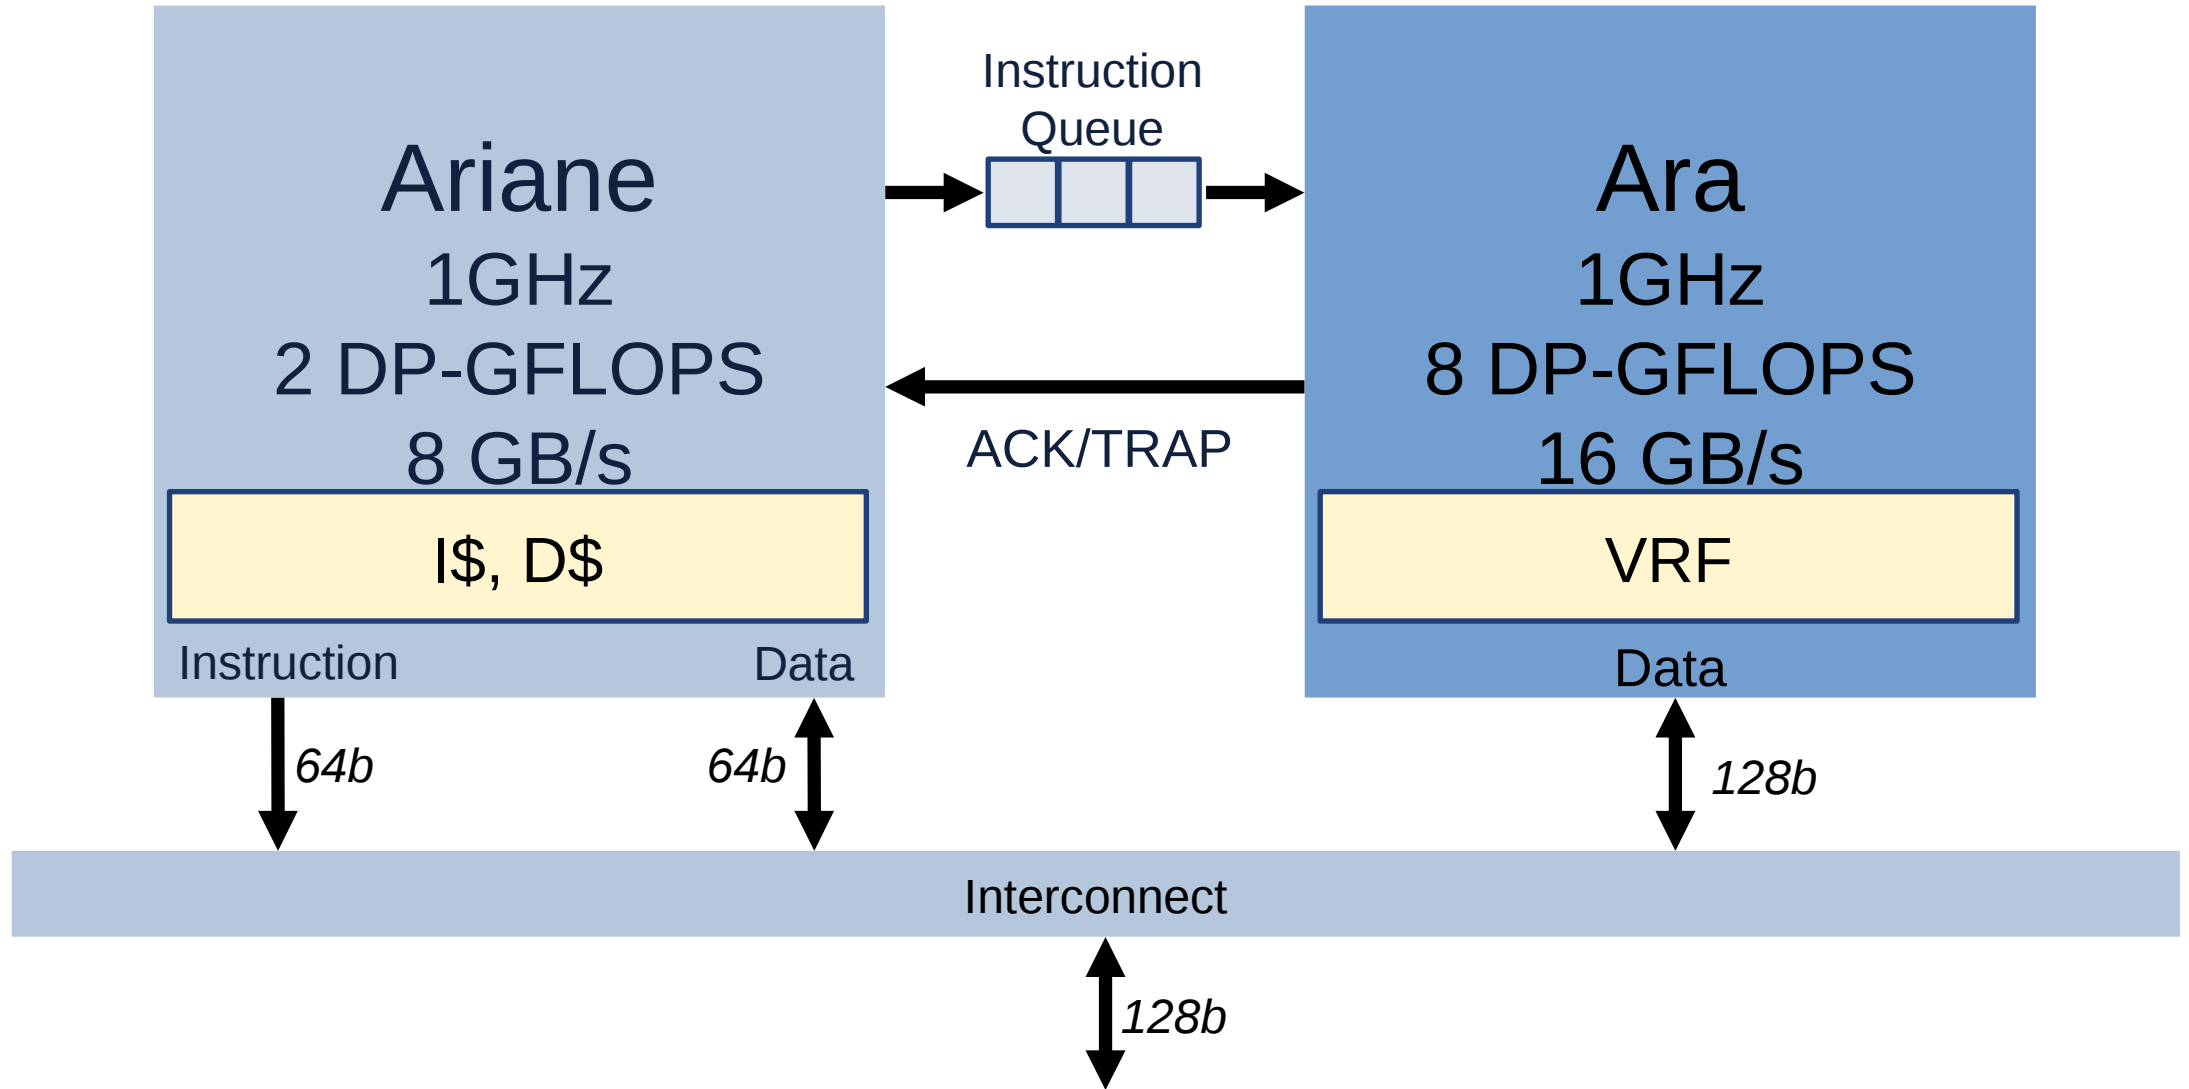 Ariane
1GHz
2 DP-GFLOPS
8 GB/s
I$, D$
Instruction
Data
Instruction
Queue
ACK/TRAP
Ara
1GHz
8 DP-GFLOPS
16 GB/s
VRF
Data
64b
64b
128b
Interconnect
128b